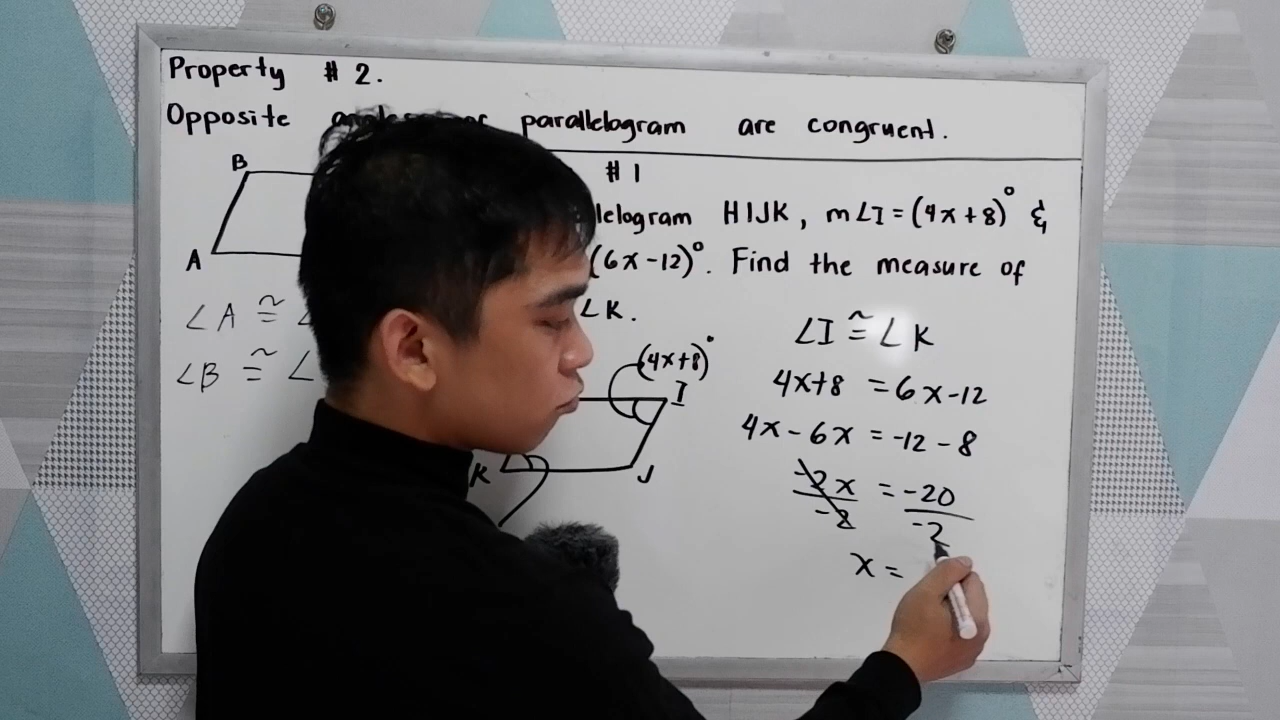 Property # 2.
Opposite parallelogram are congruent.
B
A
∠A ≅ ∠
∠B ≅ ∠
#1
HIJK, m∠I = (4x+8)° &
(6x-12)°. Find the measure of
∠K.
(4x+8)°
I
K
J
∠I ≅ ∠K
4x+8 = 6x-12
4x-6x = -12-8
-2x = -20
-2 -2
x =